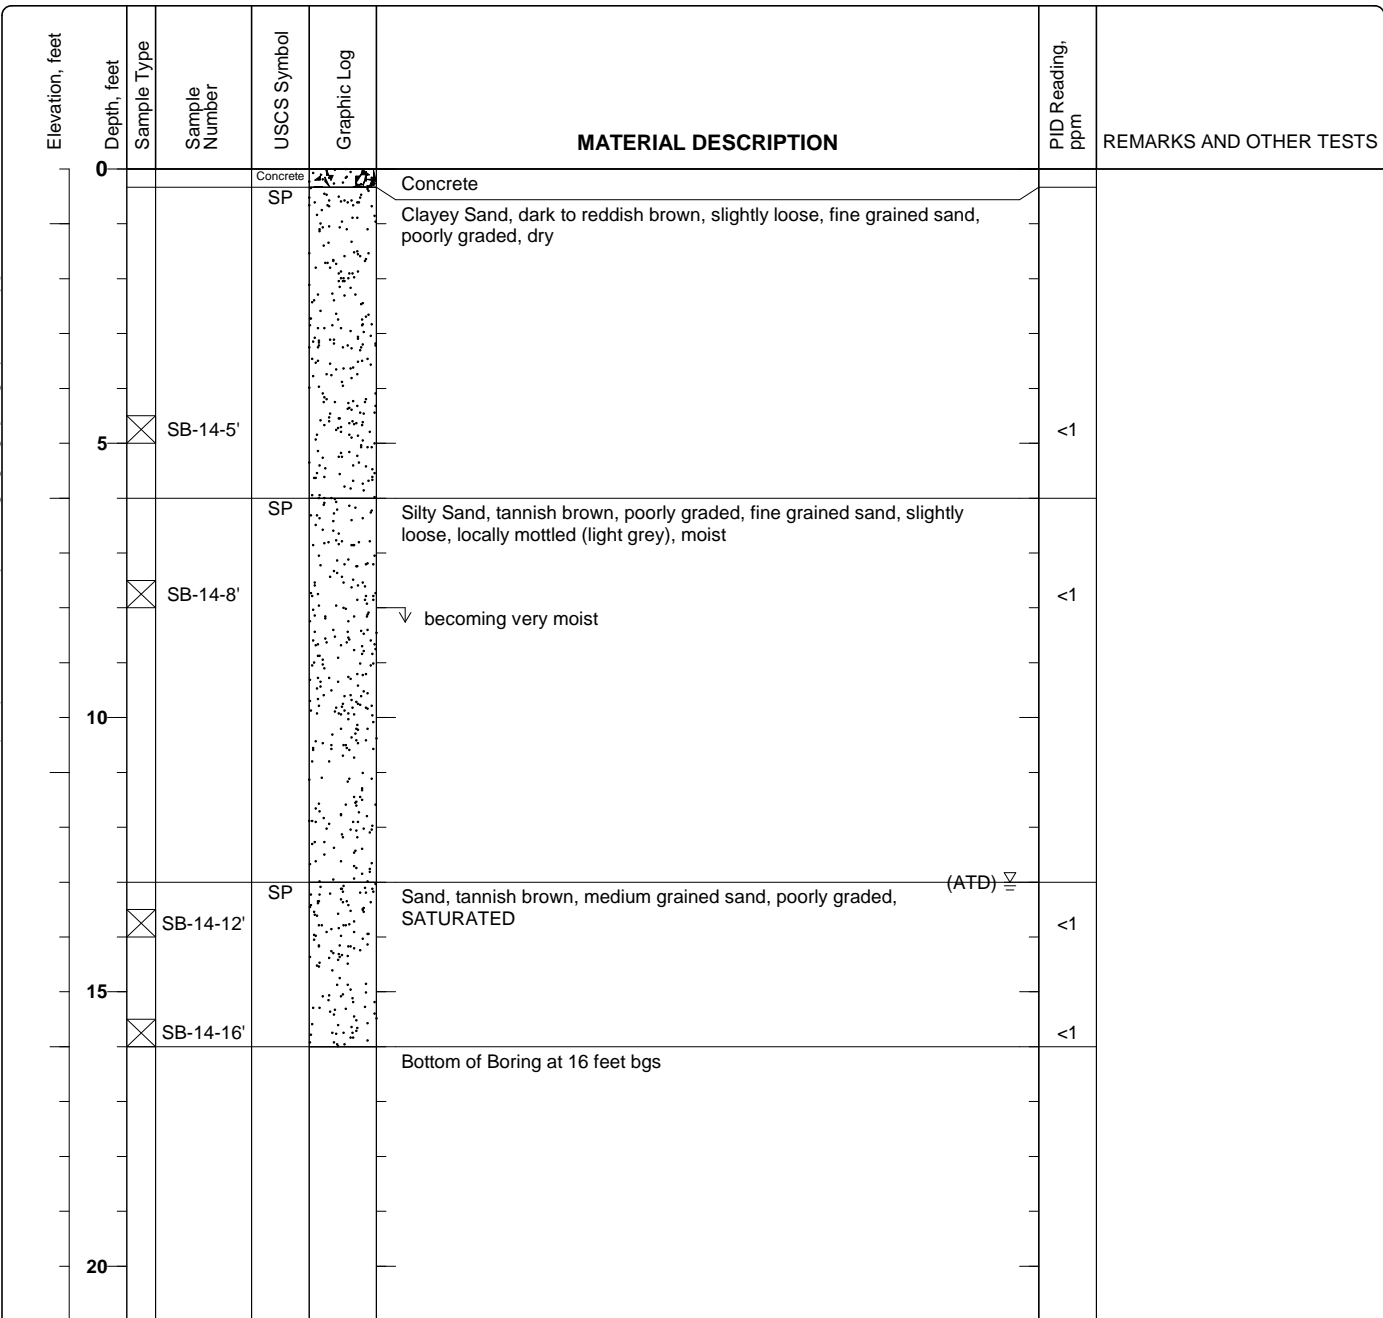 Elevation, feet
Depth, feet
Sample Type
Sample
Number
USCS Symbol
Graphic Log
MATERIAL DESCRIPTION
PID Reading,
ppm
REMARKS AND OTHER TESTS
0
Concrete
Concrete
SP
Clayey Sand, dark to reddish brown, slightly loose, fine grained sand,
poorly graded, dry
SB-14-5'
<1
5
SP
Silty Sand, tannish brown, poorly graded, fine grained sand, slightly
loose, locally mottled (light grey), moist
SB-14-8'
<1
becoming very moist
10
(ATD)
SP
Sand, tannish brown, medium grained sand, poorly graded,
SATURATED
SB-14-12'
<1
15
SB-14-16'
<1
Bottom of Boring at 16 feet bgs
20